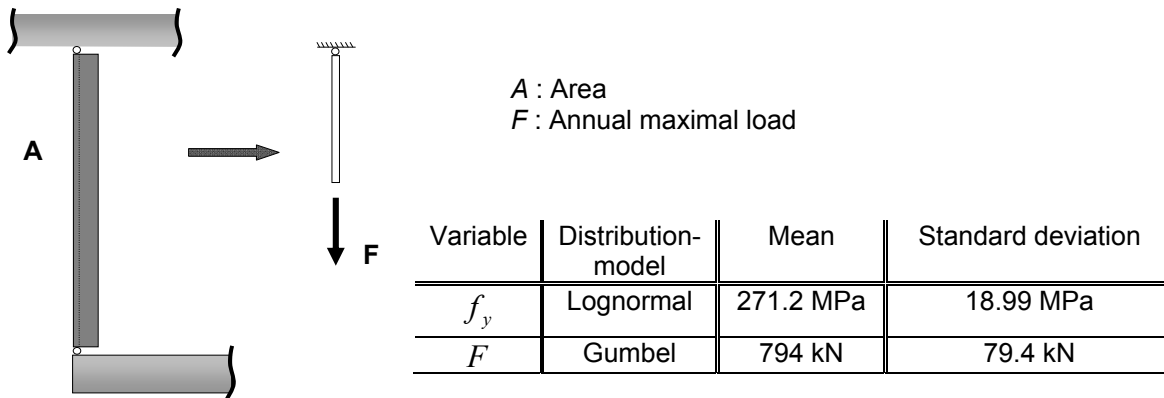 A : Area
F : Annual maximal load
A
F
Variable Distribution- Mean Standard deviation
model
f_y Lognormal 271.2 MPa 18.99 MPa
F Gumbel 794 kN 79.4 kN